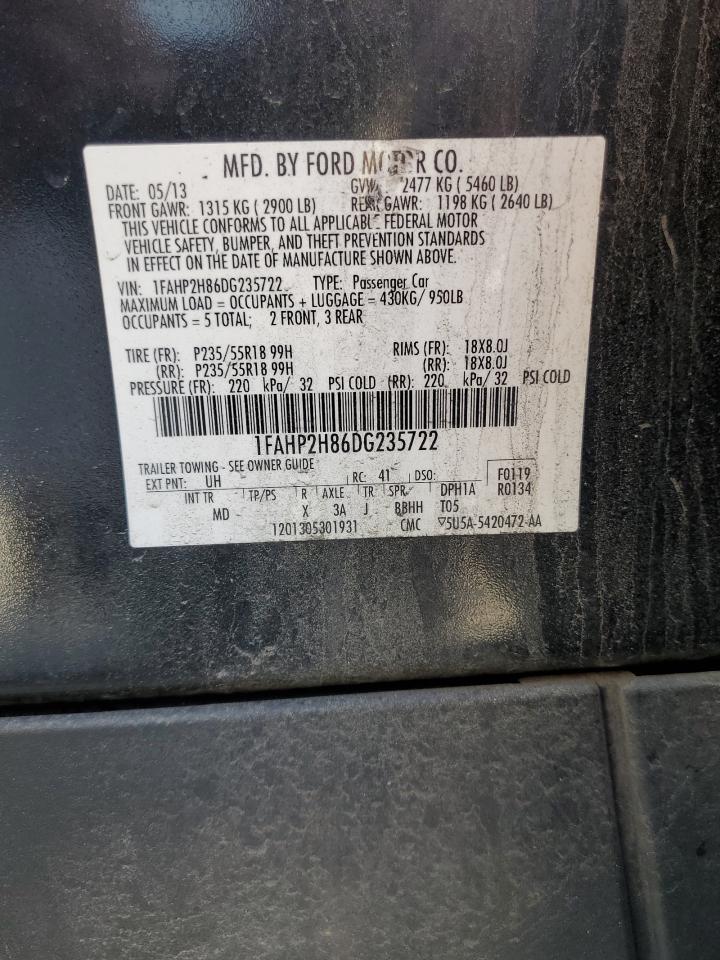 MFD. BY FORD MOTOR CO.
DATE: 05/13 GVWR: 2477 KG ( 5460 LB)
FRONT GAWR: 1315 KG ( 2900 LB) REAR GAWR: 1198 KG ( 2640 LB)
THIS VEHICLE CONFORMS TO ALL APPLICABLE FEDERAL MOTOR
VEHICLE SAFETY, BUMPER, AND THEFT PREVENTION STANDARDS
IN EFFECT ON THE DATE OF MANUFACTURE SHOWN ABOVE.
VIN: 1FAHP2H86DG235722 TYPE: Passenger Car
MAXIMUM LOAD = OCCUPANTS + LUGGAGE = 430KG/ 950LB
OCCUPANTS = 5 TOTAL; 2 FRONT, 3 REAR
TIRE (FR): P235/55R18 99H RIMS (FR): 18X8.0J
(RR): P235/55R18 99H (RR): 18X8.0J
PRESSURE (FR): 220 kPa/ 32 PSI COLD (RR): 220 kPa/ 32 PSI COLD
1FAHP2H86DG235722
TRAILER TOWING - SEE OWNER GUIDE
EXT PNT: UH RC: 41 DSO: F0119
INT TR TP/PS R AXLE TR SPR DPH1A R0134
MD X 3A J BBHH T05
1201305301931 CMC ▽5U5A-5420472-AA